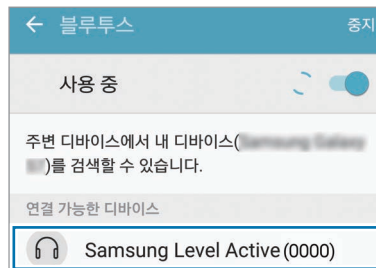 블루투스 중지
사용 중
주변 디바이스에서 내 디바이스(
)를 검색할 수 있습니다.
연결 가능한 디바이스
Samsung Level Active (0000)